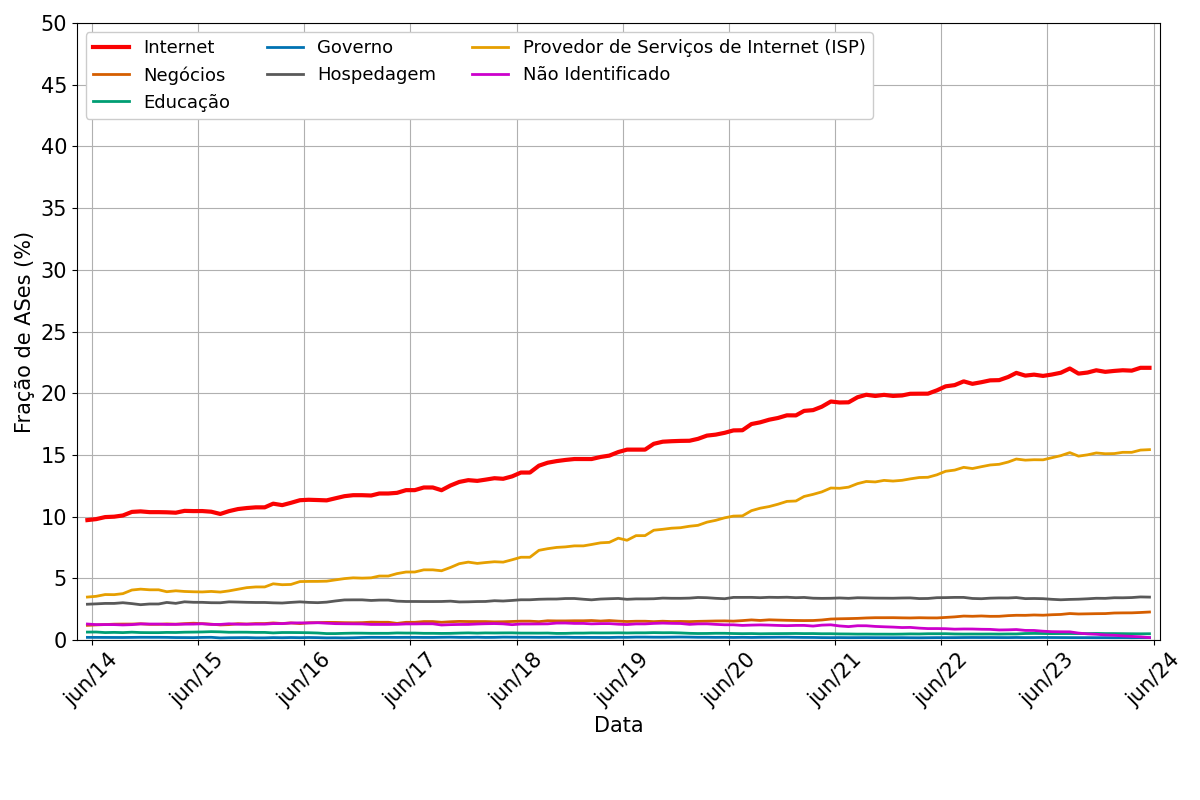 Fração de ASes (%)
50
45
40
35
30
25
20
15
10
5
0
Internet
Negócios
Educação
Governo
Hospedagem
Provedor de Serviços de Internet (ISP)
Não Identificado
jun/14
jun/15
jun/16
jun/17
jun/18
jun/19
jun/20
jun/21
jun/22
jun/23
jun/24
Data